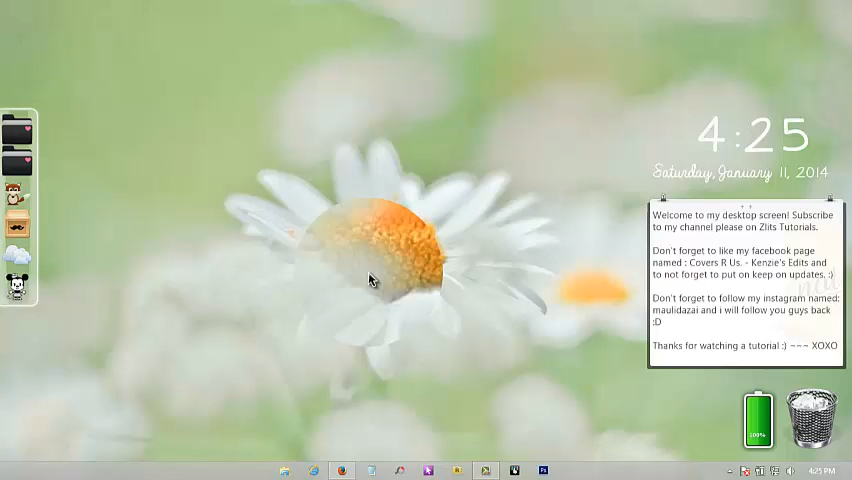 4:25
Saturday, January 11, 2014
Welcome to my desktop screen! Subscribe
to my channel please on Zlits Tutorials.
Don't forget to like my facebook page
named : Covers R Us. - Kenzie's Edits and
to not forget to put on keep on updates. :)
Don't forget to follow my instagram named:
maulidazai and i will follow you guys back
:D
Thanks for watching a tutorial :) ~~~ XOXO
100%
Ps
4:25 PM